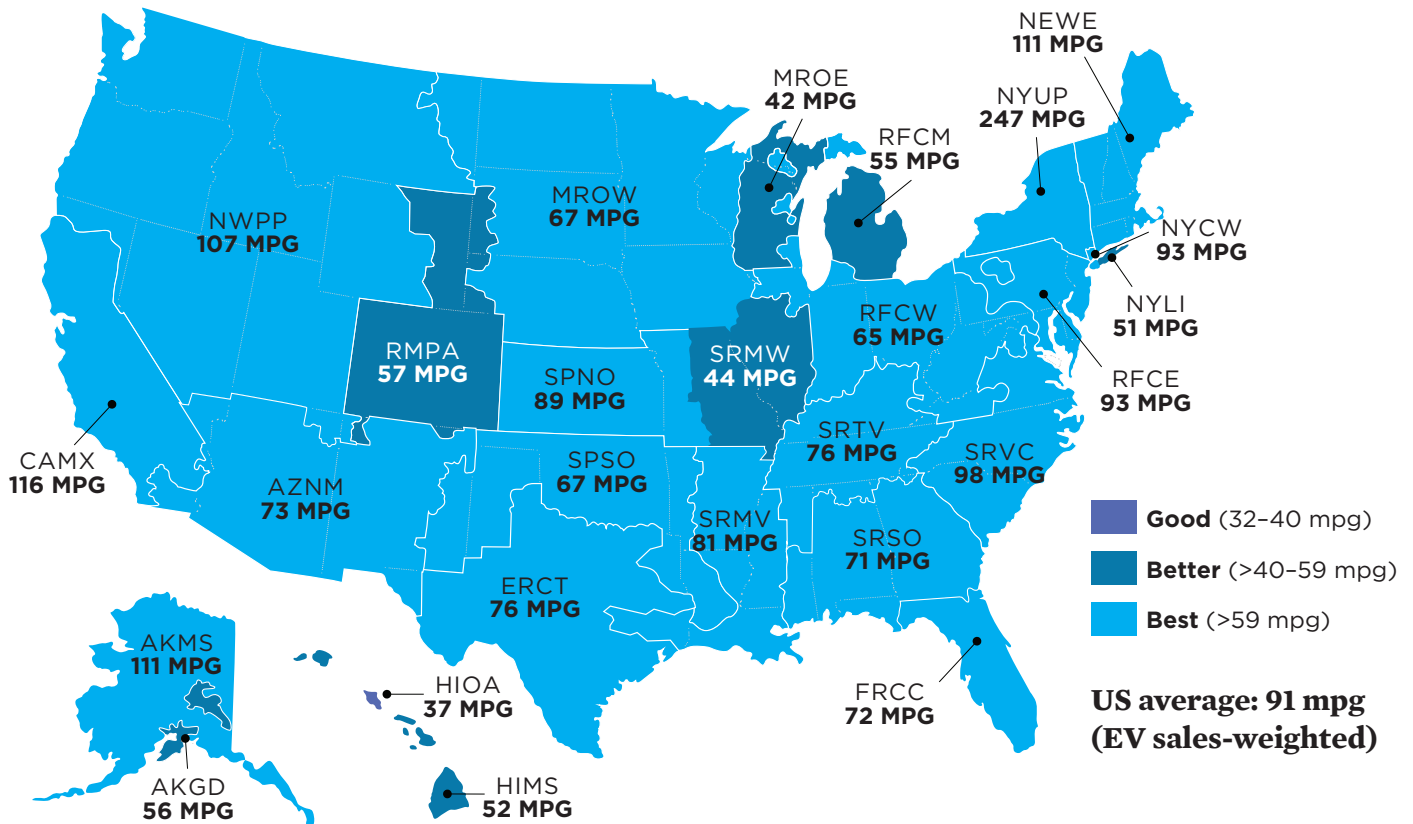 NEWE
111 MPG
MROE
42 MPG
NYUP
247 MPG
RFCM
55 MPG
MROW
67 MPG
NWPP
107 MPG
NYCW
93 MPG
NYLI
51 MPG
RFCW
65 MPG
RMPA
57 MPG
SRMW
44 MPG
SPNO
89 MPG
RFCE
93 MPG
SRTV
76 MPG
SRVC
98 MPG
CAMX
116 MPG
SPSO
67 MPG
AZNM
73 MPG
SRMV
81 MPG
SRSO
71 MPG
ERCT
76 MPG
Good (32–40 mpg)
Better (>40–59 mpg)
Best (>59 mpg)
AKMS
111 MPG
HIOA
37 MPG
FRCC
72 MPG
US average: 91 mpg
(EV sales-weighted)
AKGD
56 MPG
HIMS
52 MPG